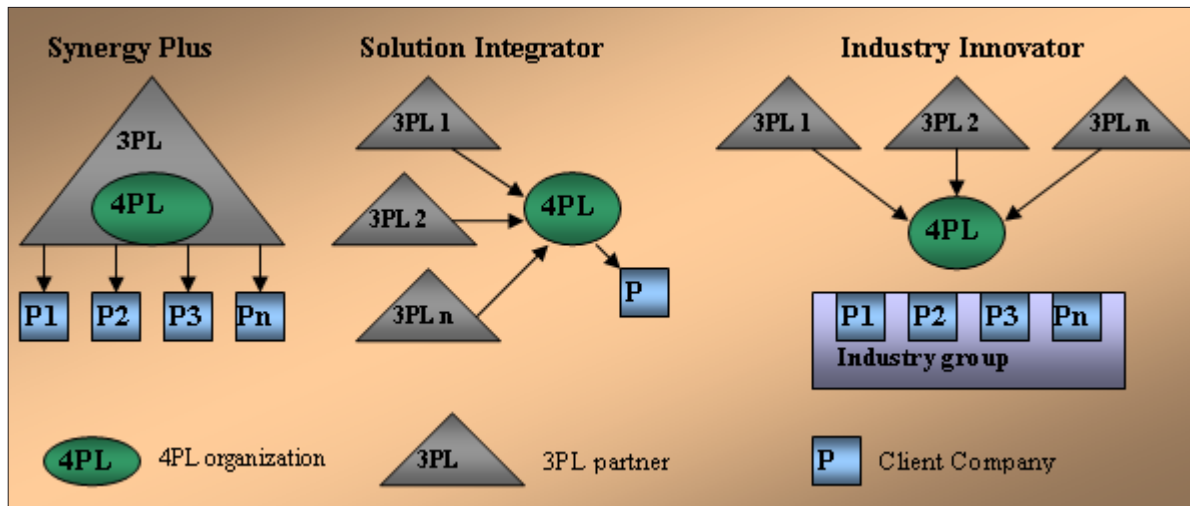 Synergy Plus
3PL
4PL
P1 P2 P3 Pn
Solution Integrator
3PL 1
3PL 2
3PL n
4PL
P
Industry Innovator
3PL 1 3PL 2 3PL n
4PL
P1 P2 P3 Pn
Industry group
4PL 4PL organization
3PL 3PL partner
P Client Company